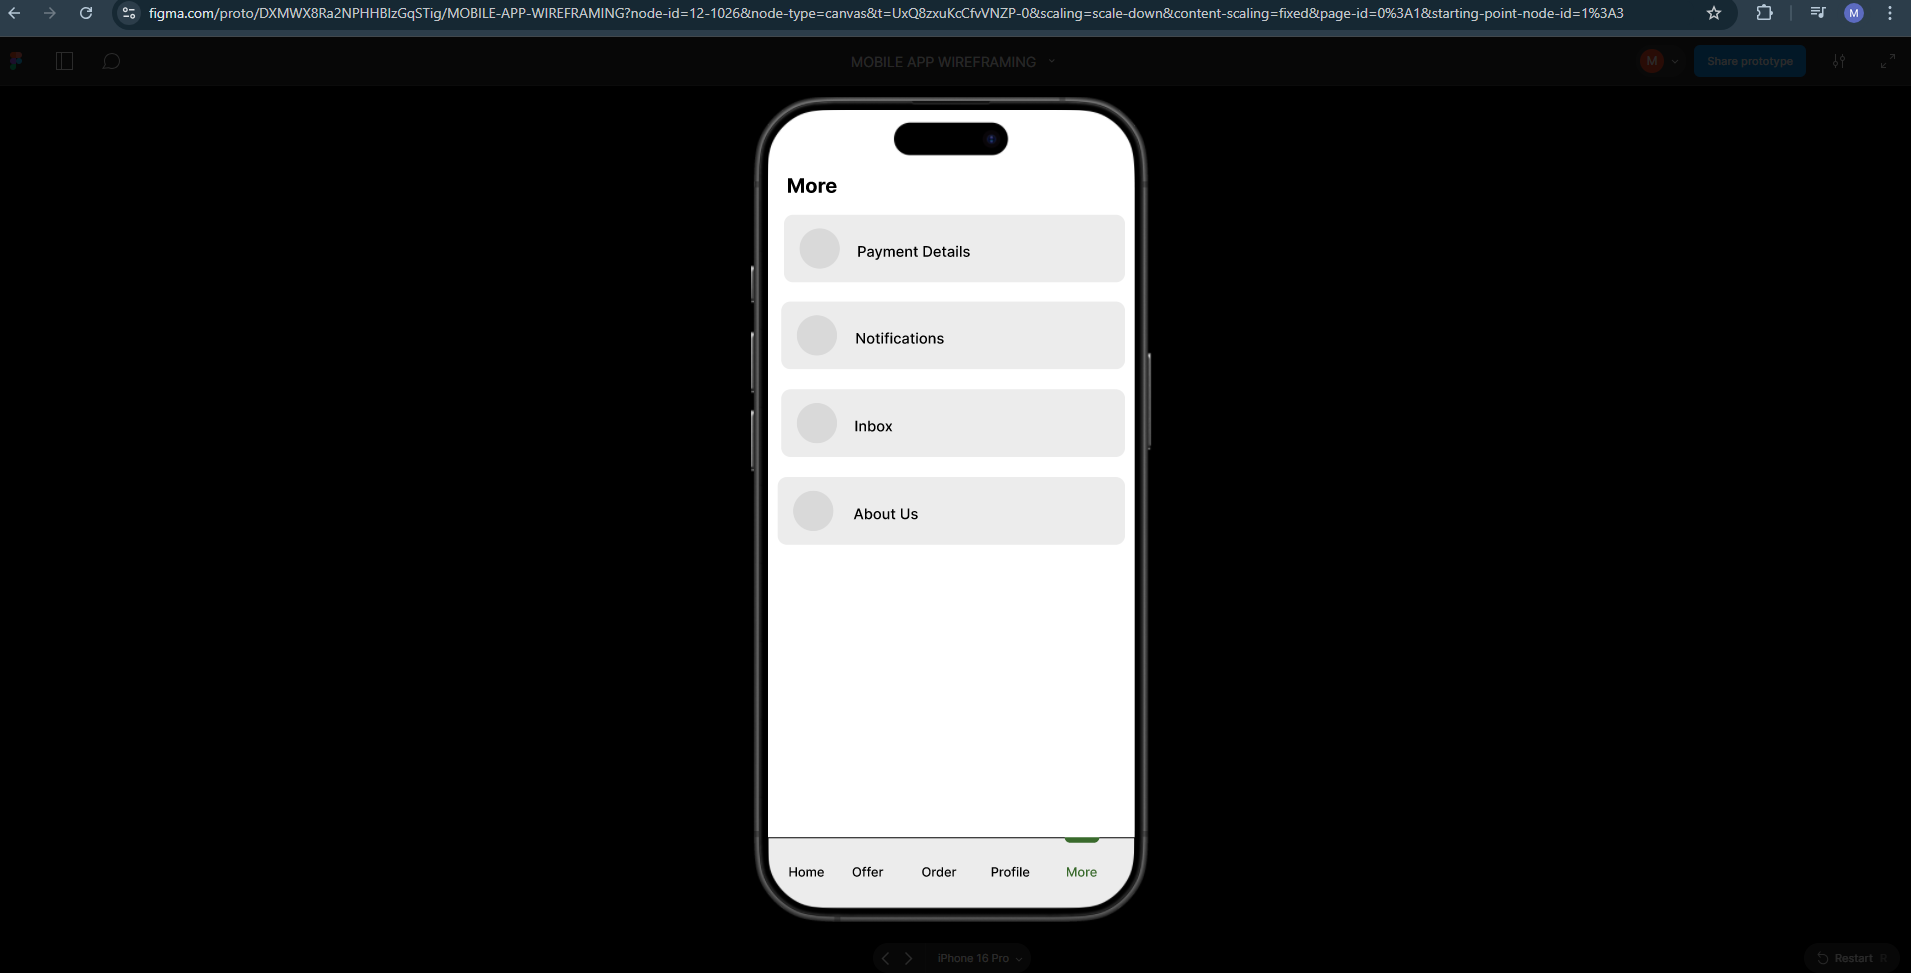 figma.com/proto/DXMWX8Ra2NPHHBIzGqSTig/MOBILE-APP-WIREFRAMING?node-id=12-1026&node-type=canvas&t=UxQ8zxuKcCfvVNZP-0&scaling=scale-down&content-scaling=fixed&page-id=0%3A1&starting-point-node-id=1%3A3
M
MOBILE APP WIREFRAMING
M
Share prototype
More
Payment Details
Notifications
Inbox
About Us
Home Offer Order Profile More
iPhone 16 Pro
Restart R